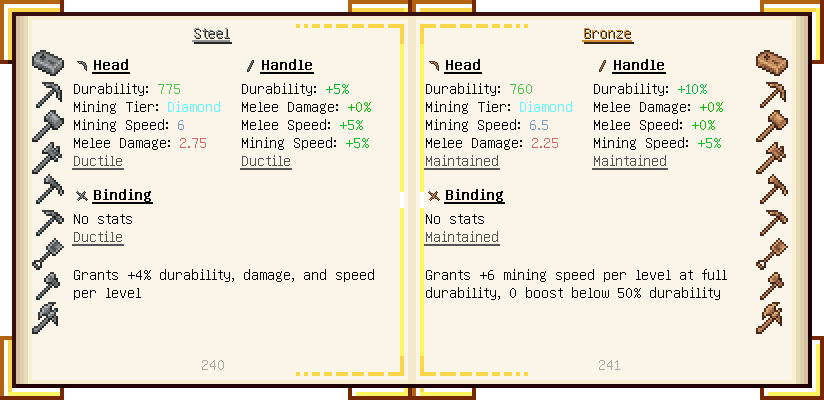 Steel
Head
Durability: 775
Mining Tier: Diamond
Mining Speed: 6
Melee Damage: 2.75
Ductile
Handle
Durability: +5%
Melee Damage: +0%
Melee Speed: +5%
Mining Speed: +5%
Ductile
Binding
No stats
Ductile
Grants +4% durability, damage, and speed
per level
240
Bronze
Head
Durability: 760
Mining Tier: Diamond
Mining Speed: 6.5
Melee Damage: 2.25
Maintained
Handle
Durability: +10%
Melee Damage: +0%
Melee Speed: +0%
Mining Speed: +5%
Maintained
Binding
No stats
Maintained
Grants +6 mining speed per level at full
durability, 0 boost below 50% durability
241